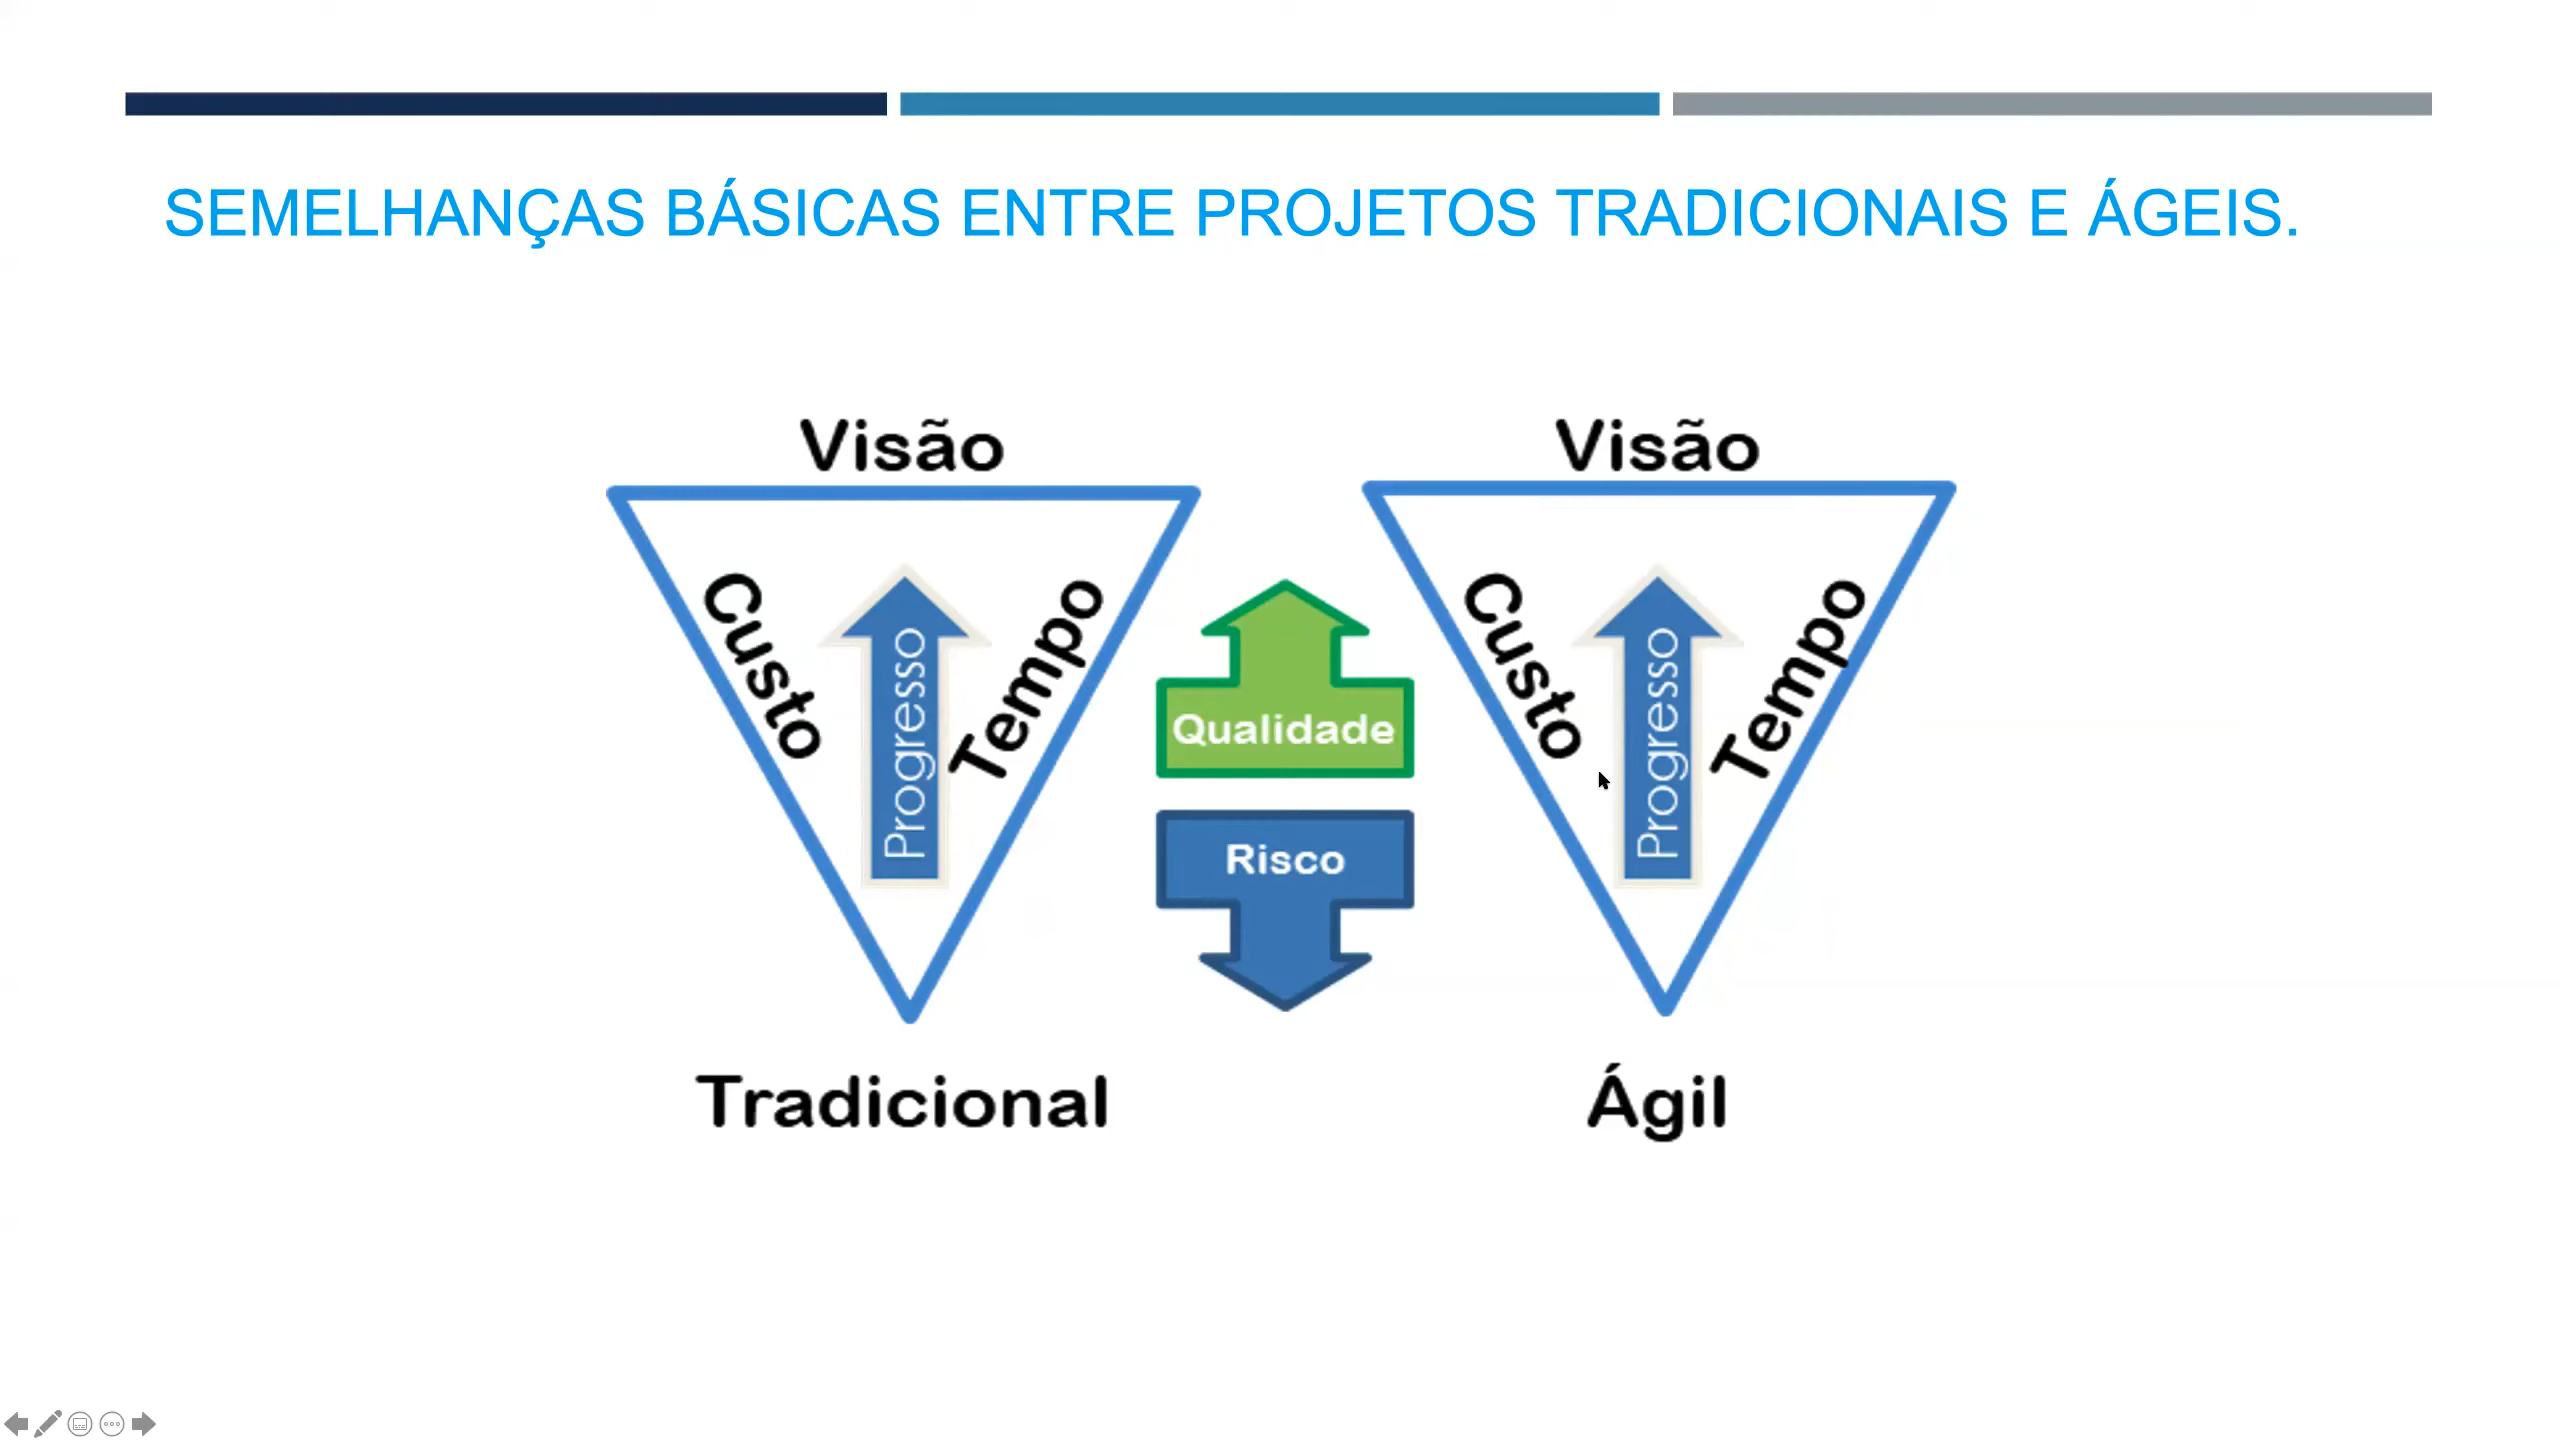 SEMELHANÇAS BÁSICAS ENTRE PROJETOS TRADICIONAIS E ÁGEIS.
Visão
Custo
Progresso
Tempo
Tradicional
Qualidade
Risco
Visão
Custo
Progresso
Tempo
Ágil